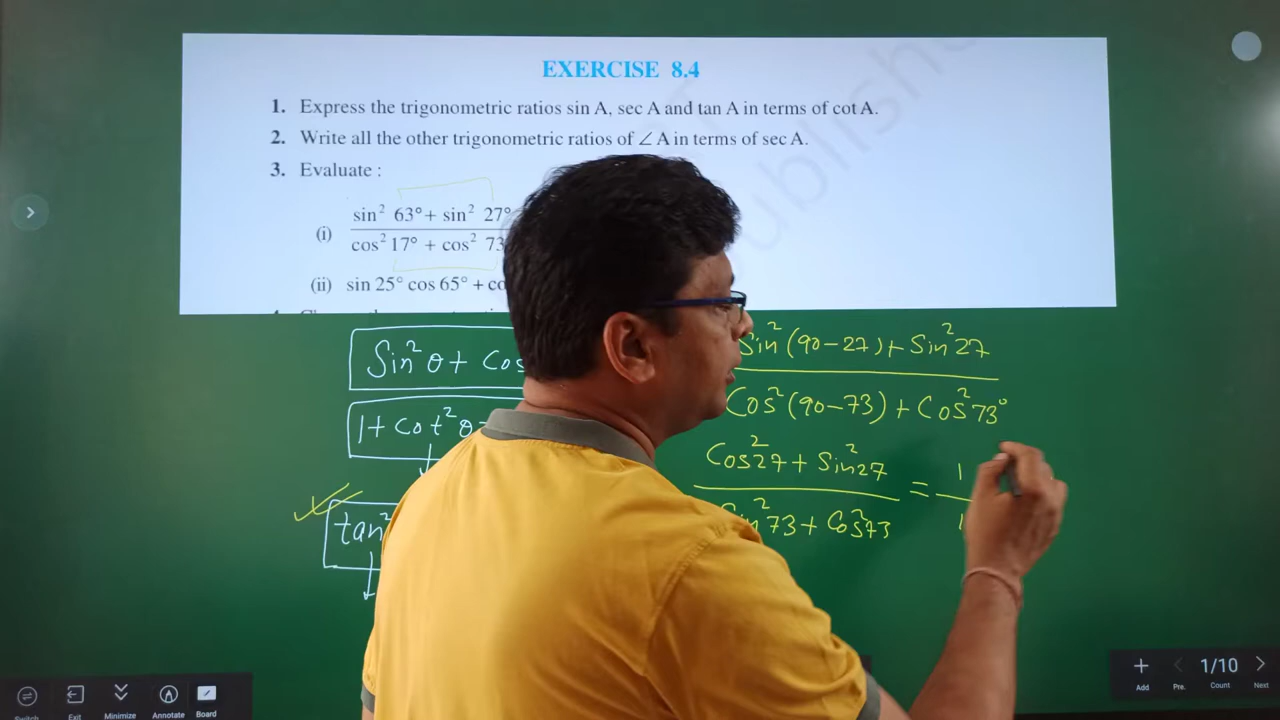 EXERCISE 8.4
1. Express the trigonometric ratios sin A, sec A and tan A in terms of cot A.
2. Write all the other trigonometric ratios of ∠ A in terms of sec A.
3. Evaluate :
(i) sin² 63° + sin² 27°
cos² 17° + cos² 73
(ii) sin 25° cos 65° + co
Sin²θ + Cos
1 + Cot²θ
tan²
Sin²(90-27) + Sin²27
Cos²(90-73) + Cos²73°
Cos²27 + Sin²27 = 1
Sin²73 + Cos²73 1
Exit
Minimize
Annotate
Board
Add
Pre.
1/10
Count
Next